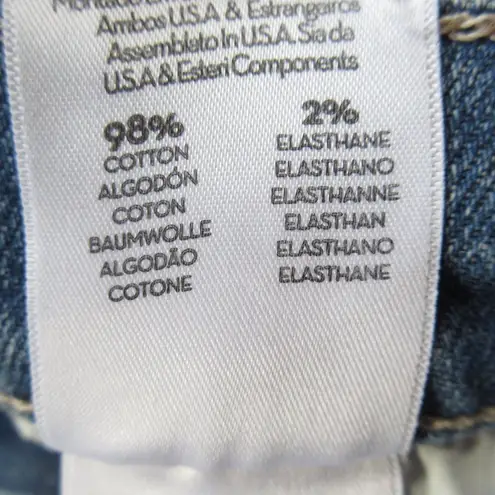 Ambos U.S.A & Estrangeiros
Assemblato In U.S.A. Sia da
U.S.A & Esteri Components
98%
COTTON
ALGODÓN
COTON
BAUMWOLLE
ALGODÃO
COTONE
2%
ELASTHANE
ELASTHANO
ELASTHANNE
ELASTHAN
ELASTHANO
ELASTHANE